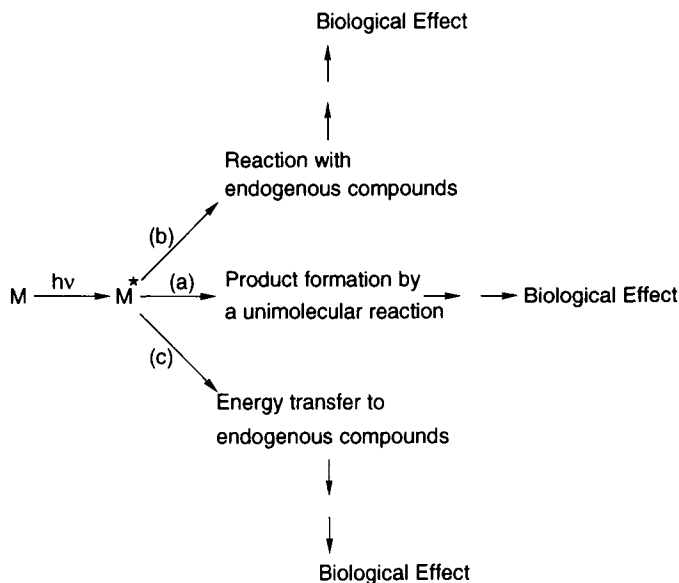 Biological Effect
Reaction with
endogenous compounds
(b)
M hν M* (a) Product formation by
a unimolecular reaction
Biological Effect
(c)
Energy transfer to
endogenous compounds
Biological Effect